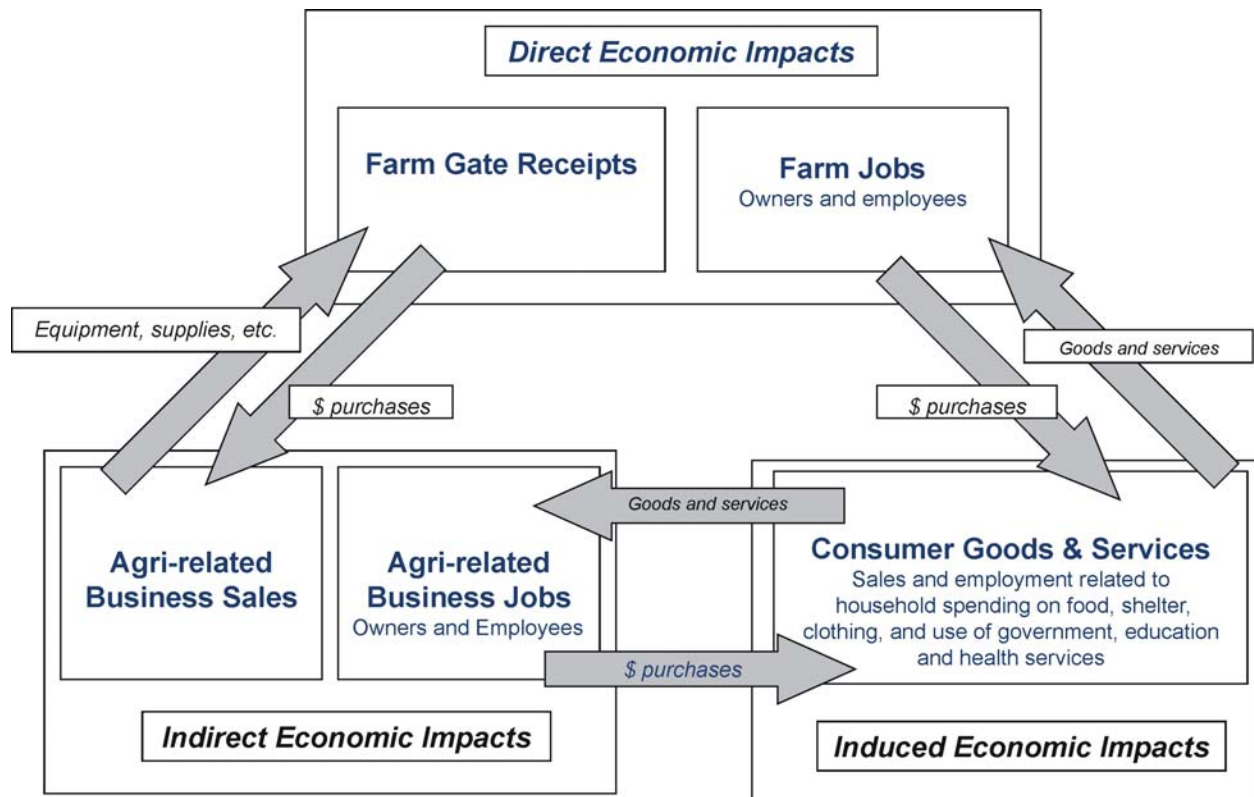 Direct Economic Impacts
Farm Gate Receipts
Farm Jobs
Owners and employees
Equipment, supplies, etc.
$ purchases
Goods and services
$ purchases
Agri-related
Business Sales
Agri-related
Business Jobs
Owners and Employees
Goods and services
$ purchases
Consumer Goods & Services
Sales and employment related to
household spending on food, shelter,
clothing, and use of government, education
and health services
Indirect Economic Impacts
Induced Economic Impacts